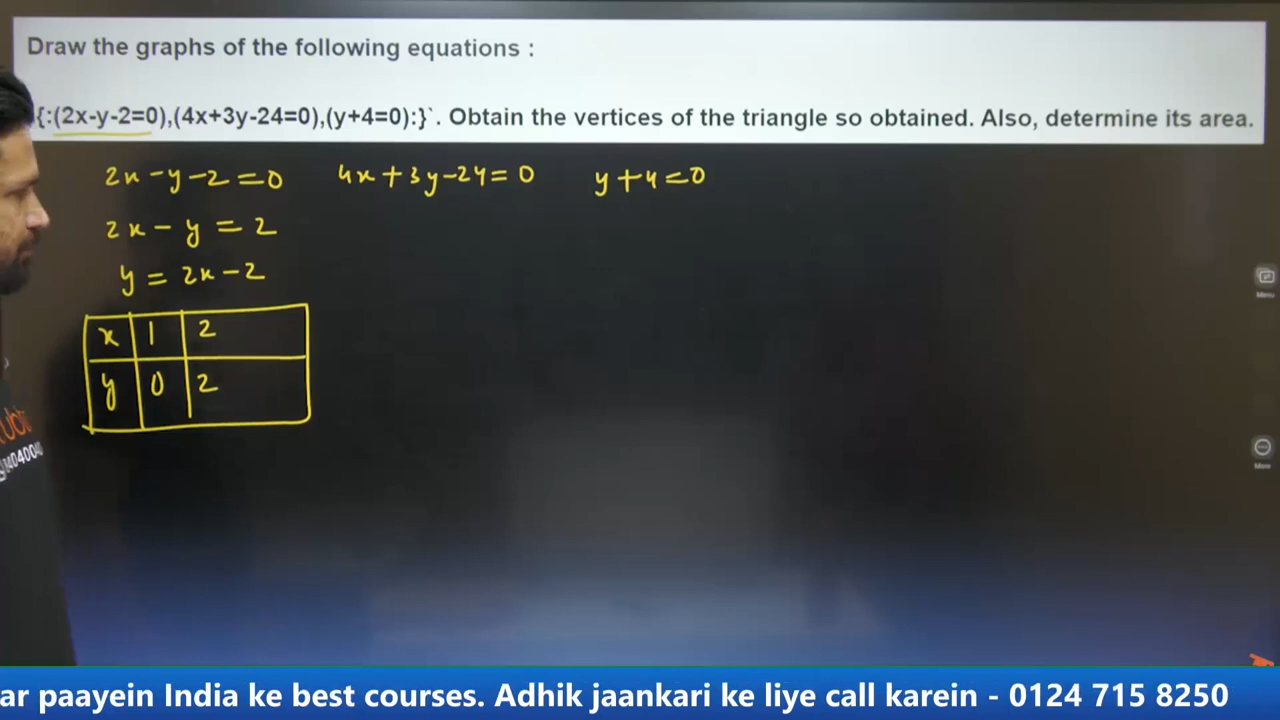 Draw the graphs of the following equations :
{:(2x-y-2=0),(4x+3y-24=0),(y+4=0):}`. Obtain the vertices of the triangle so obtained. Also, determine its area.
2x-y-2=0 4x+3y-24=0 y+4=0
2x-y=2
y=2x-2
x 1 2
y 0 2
Menu
More
ar paayein India ke best courses. Adhik jaankari ke liye call karein - 0124 715 8250